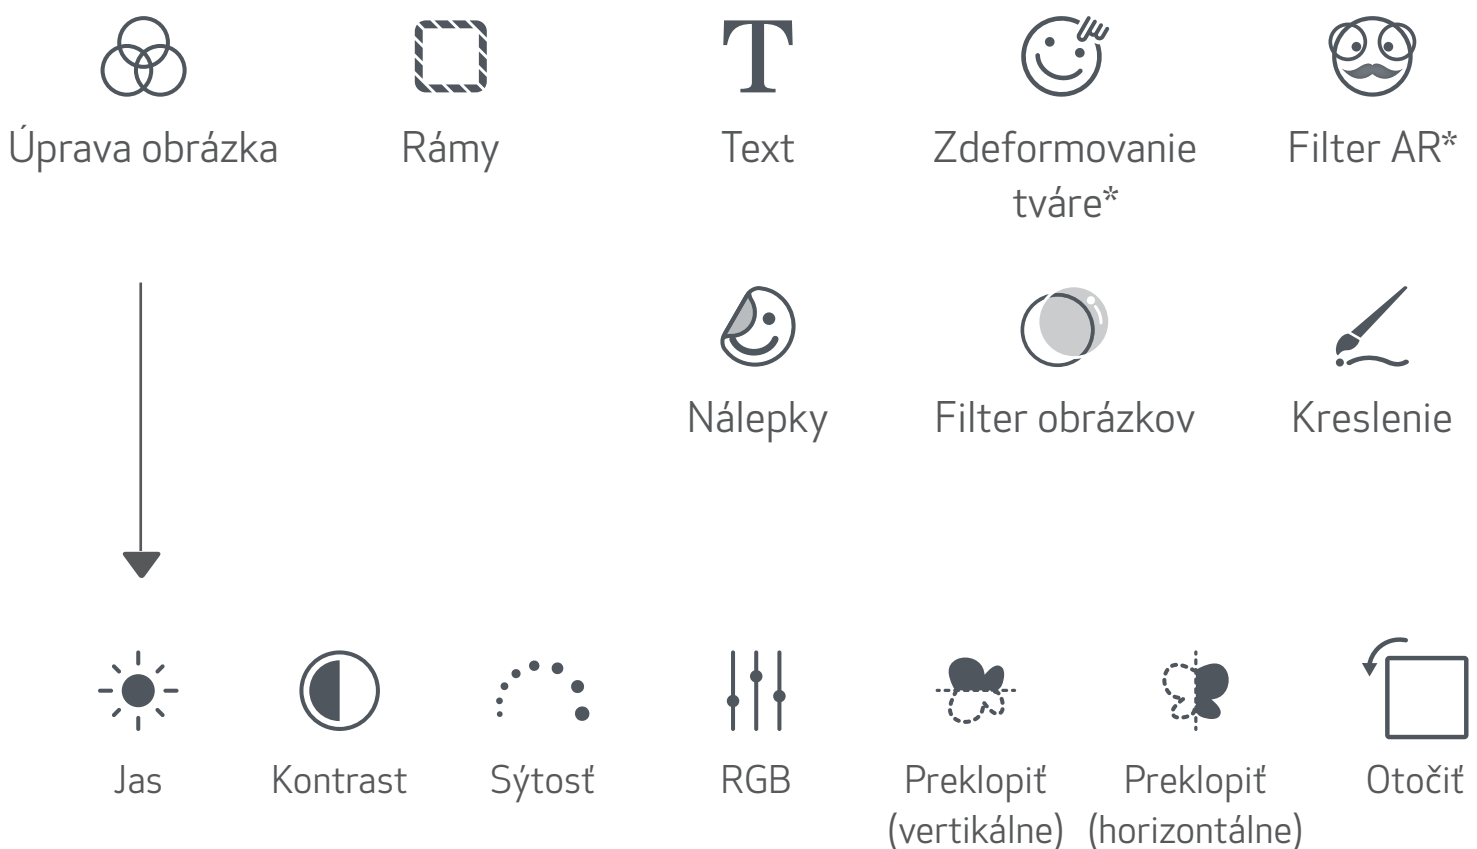 Úprava obrázka
Rámy
Text
Zdeformovanie
tváre*
Filter AR*
Nálepky
Filter obrázkov
Kreslenie
Jas
Kontrast
Sýtosť
RGB
Preklopiť
(vertikálne)
Preklopiť
(horizontálne)
Otočiť